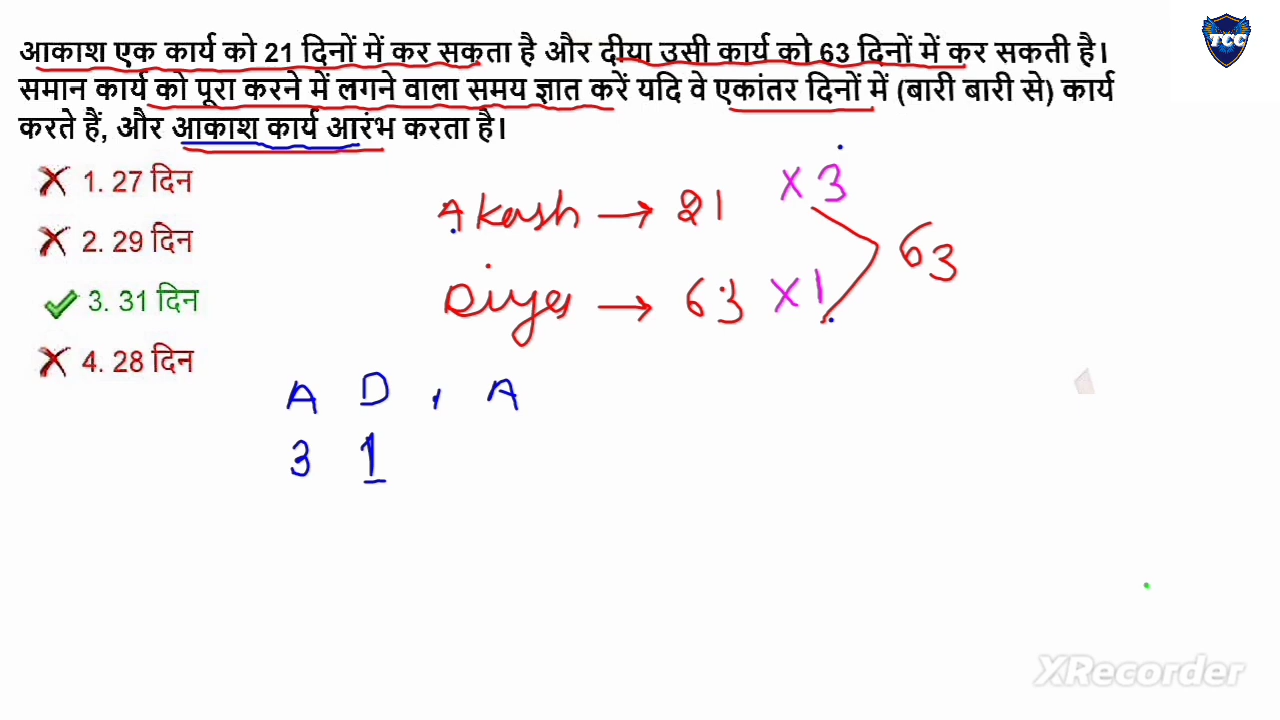 TCC
आकाश एक कार्य को 21 दिनों में कर सकता है और दीया उसी कार्य को 63 दिनों में कर सकती है।
समान कार्य को पूरा करने में लगने वाला समय ज्ञात करें यदि वे एकांतर दिनों में (बारी बारी से) कार्य
करते हैं, और आकाश कार्य आरंभ करता है।
1. 27 दिन
2. 29 दिन
3. 31 दिन
4. 28 दिन
Akash → 21 × 3
63
Diya → 63 × 1
A D , A
3 1
XRecorder